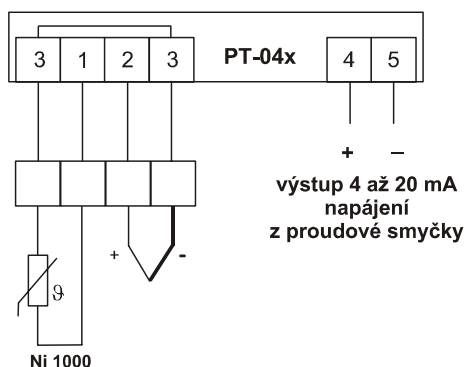 3 1 2 3 PT-04x 4 5
+ –
výstup 4 až 20 mA
napájení
z proudové smyčky
+ -
ϑ
Ni 1000